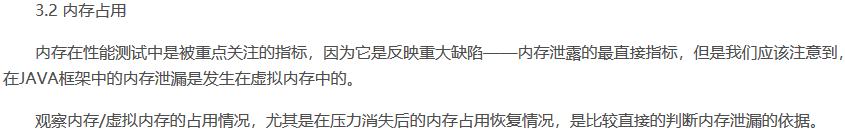 3.2 内存占用
内存在性能测试中是被重点关注的指标，因为它是反映重大缺陷——内存泄露的最直接指标，但是我们应该注意到，
在JAVA框架中的内存泄漏是发生在虚拟内存中的。
观察内存/虚拟内存的占用情况，尤其是在压力消失后的内存占用恢复情况，是比较直接的判断内存泄漏的依据。